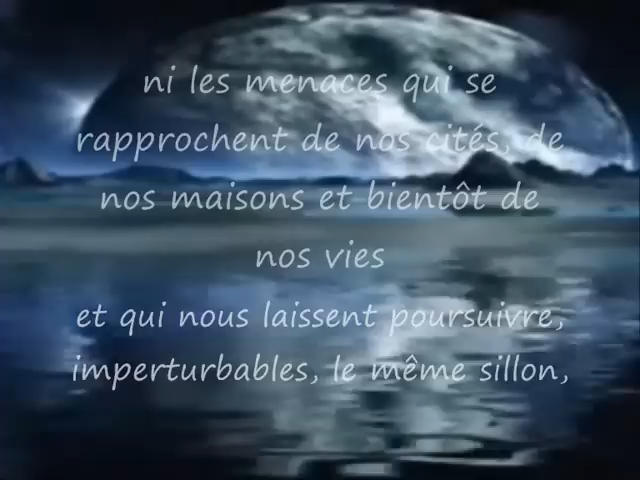 ni les menaces qui se
rapprochent de nos cités, de
nos maisons et bientôt de
nos vies
et qui nous laissent poursuivre,
imperturbables, le même sillon,